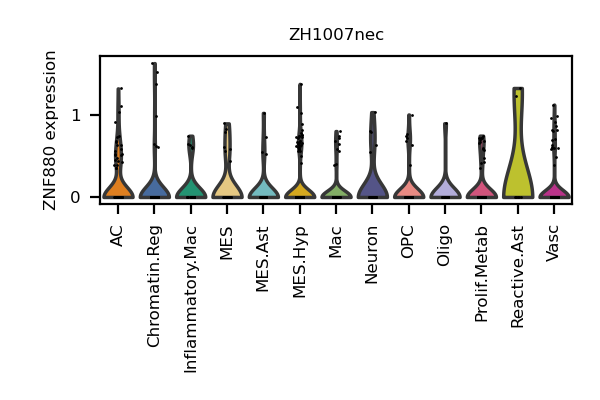 ZH1007nec
ZNF880 expression
1
0
AC
Chromatin.Reg
Inflammatory.Mac
MES
MES.Ast
MES.Hyp
Mac
Neuron
OPC
Oligo
Prolif.Metab
Reactive.Ast
Vasc